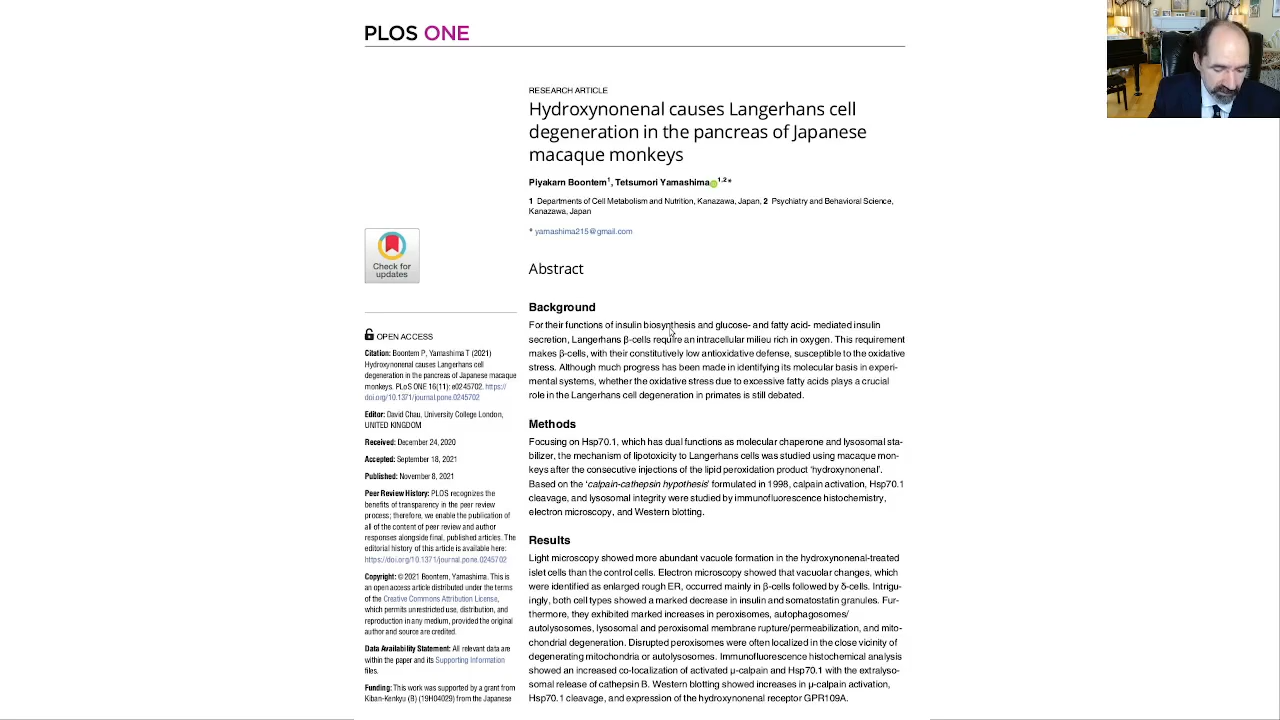 PLOS ONE
RESEARCH ARTICLE
Hydroxynonenal causes Langerhans cell
degeneration in the pancreas of Japanese
macaque monkeys
Piyakarn Boontem1, Tetsumori Yamashima 1,2*
1 Departments of Cell Metabolism and Nutrition, Kanazawa, Japan, 2 Psychiatry and Behavioral Science,
Kanazawa, Japan
* yamashima215@gmail.com
Abstract
Background
For their functions of insulin biosynthesis and glucose- and fatty acid- mediated insulin
secretion, Langerhans β-cells require an intracellular milieu rich in oxygen. This requirement
makes β-cells, with their constitutively low antioxidative defense, susceptible to the oxidative
stress. Although much progress has been made in identifying its molecular basis in experi-
mental systems, whether the oxidative stress due to excessive fatty acids plays a crucial
role in the Langerhans cell degeneration in primates is still debated.
Methods
Focusing on Hsp70.1, which has dual functions as molecular chaperone and lysosomal sta-
bilizer, the mechanism of lipotoxicity to Langerhans cells was studied using macaque mon-
keys after the consecutive injections of the lipid peroxidation product ‘hydroxynonenal’.
Based on the ‘calpain-cathepsin hypothesis’ formulated in 1998, calpain activation, Hsp70.1
cleavage, and lysosomal integrity were studied by immunofluorescence histochemistry,
electron microscopy, and Western blotting.
Results
Light microscopy showed more abundant vacuole formation in the hydroxynonenal-treated
islet cells than the control cells. Electron microscopy showed that vacuolar changes, which
were identified as enlarged rough ER, occurred mainly in β-cells followed by δ-cells. Intrigu-
ingly, both cell types showed a marked decrease in insulin and somatostatin granules. Fur-
thermore, they exhibited marked increases in peroxisomes, autophagosomes/
autolysosomes, lysosomal and peroxisomal membrane rupture/permeabilization, and mito-
chondrial degeneration. Disrupted peroxisomes were often localized in the close vicinity of
degenerating mitochondria or autolysosomes. Immunofluorescence histochemical analysis
showed an increased co-localization of activated μ-calpain and Hsp70.1 with the extralyso-
somal release of cathepsin B. Western blotting showed increases in μ-calpain activation,
Hsp70.1 cleavage, and expression of the hydroxynonenal receptor GPR109A.
Check for
updates
OPEN ACCESS
Citation: Boontem P, Yamashima T (2021)
Hydroxynonenal causes Langerhans cell
degeneration in the pancreas of Japanese macaque
monkeys. PLoS ONE 16(11): e0245702. https://
doi.org/10.1371/journal.pone.0245702
Editor: David Chau, University College London,
UNITED KINGDOM
Received: December 24, 2020
Accepted: September 18, 2021
Published: November 8, 2021
Peer Review History: PLOS recognizes the
benefits of transparency in the peer review
process; therefore, we enable the publication of
all of the content of peer review and author
responses alongside final, published articles. The
editorial history of this article is available here:
https://doi.org/10.1371/journal.pone.0245702
Copyright: © 2021 Boontem, Yamashima. This is
an open access article distributed under the terms
of the Creative Commons Attribution License,
which permits unrestricted use, distribution, and
reproduction in any medium, provided the original
author and source are credited.
Data Availability Statement: All relevant data are
within the paper and its Supporting Information
files.
Funding: This work was supported by a grant from
Kiban-Kenkyu (B) (19H04029) from the Japanese